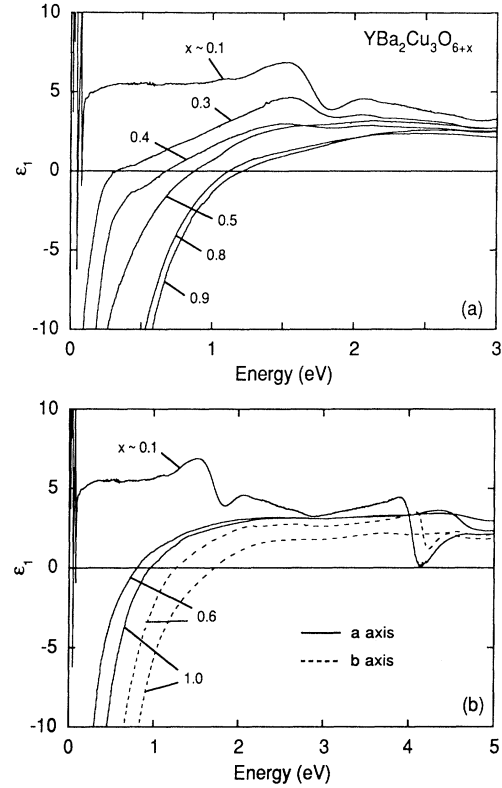 10
x ~ 0.1
YBa₂Cu₃O₆₊ₓ
5
0.3
0.4
ε₁
0
0.5
-5
0.8
0.9
(a)
-10
0 1 2 3
Energy (eV)
10
x ~ 0.1
5
ε₁
0
0.6
a axis
-5
b axis
1.0
(b)
-10
0 1 2 3 4 5
Energy (eV)